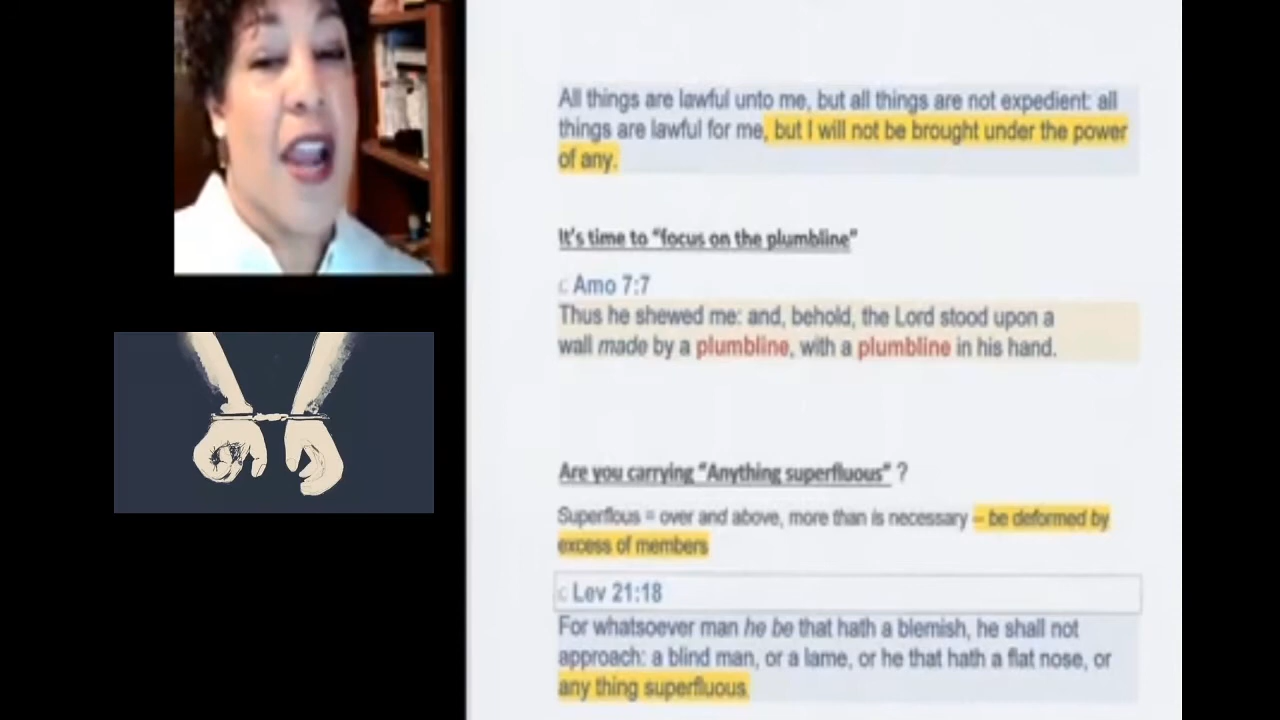 All things are lawful unto me, but all things are not expedient: all
things are lawful for me, but I will not be brought under the power
of any.
It's time to "focus on the plumbline"
C Amo 7:7
Thus he shewed me: and, behold, the Lord stood upon a
wall made by a plumbline, with a plumbline in his hand.
Are you carrying "Anything superfluous" ?
Superflous = over and above, more than is necessary – be deformed by
excess of members
C Lev 21:18
For whatsoever man he be that hath a blemish, he shall not
approach: a blind man, or a lame, or he that hath a flat nose, or
any thing superfluous,